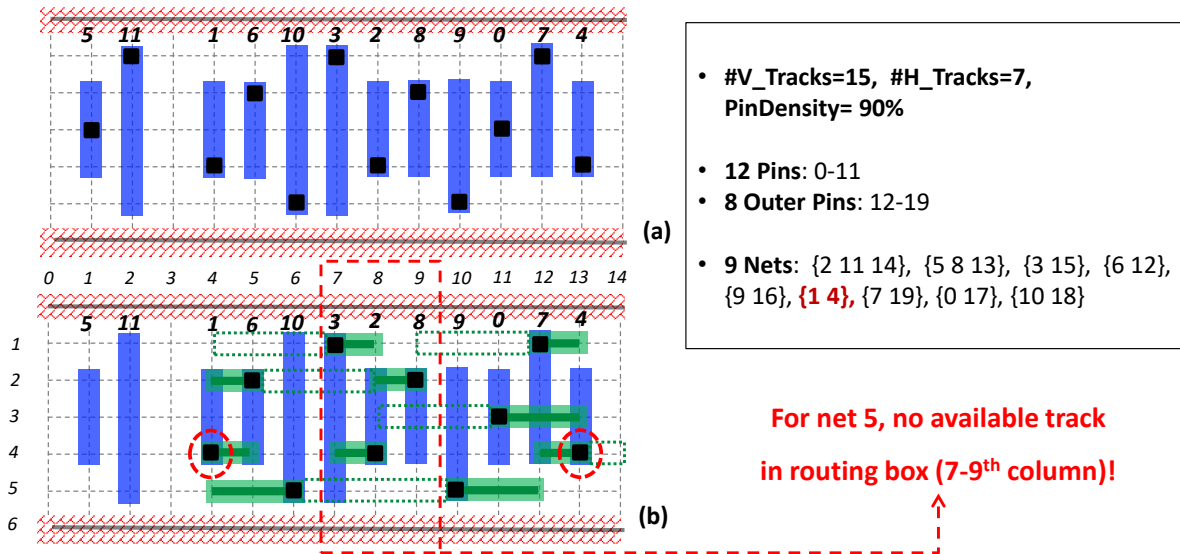 5 11 1 6 10 3 2 8 9 0 7 4
(a)
0 1 2 3 4 5 6 7 8 9 10 11 12 13 14
5 11 1 6 10 3 2 8 9 0 7 4
1
2
3
4
5
6
(b)
• #V_Tracks=15, #H_Tracks=7,
PinDensity= 90%
• 12 Pins: 0-11
• 8 Outer Pins: 12-19
• 9 Nets: {2 11 14}, {5 8 13}, {3 15}, {6 12},
{9 16}, {1 4}, {7 19}, {0 17}, {10 18}
For net 5, no available track
in routing box (7-9th column)!